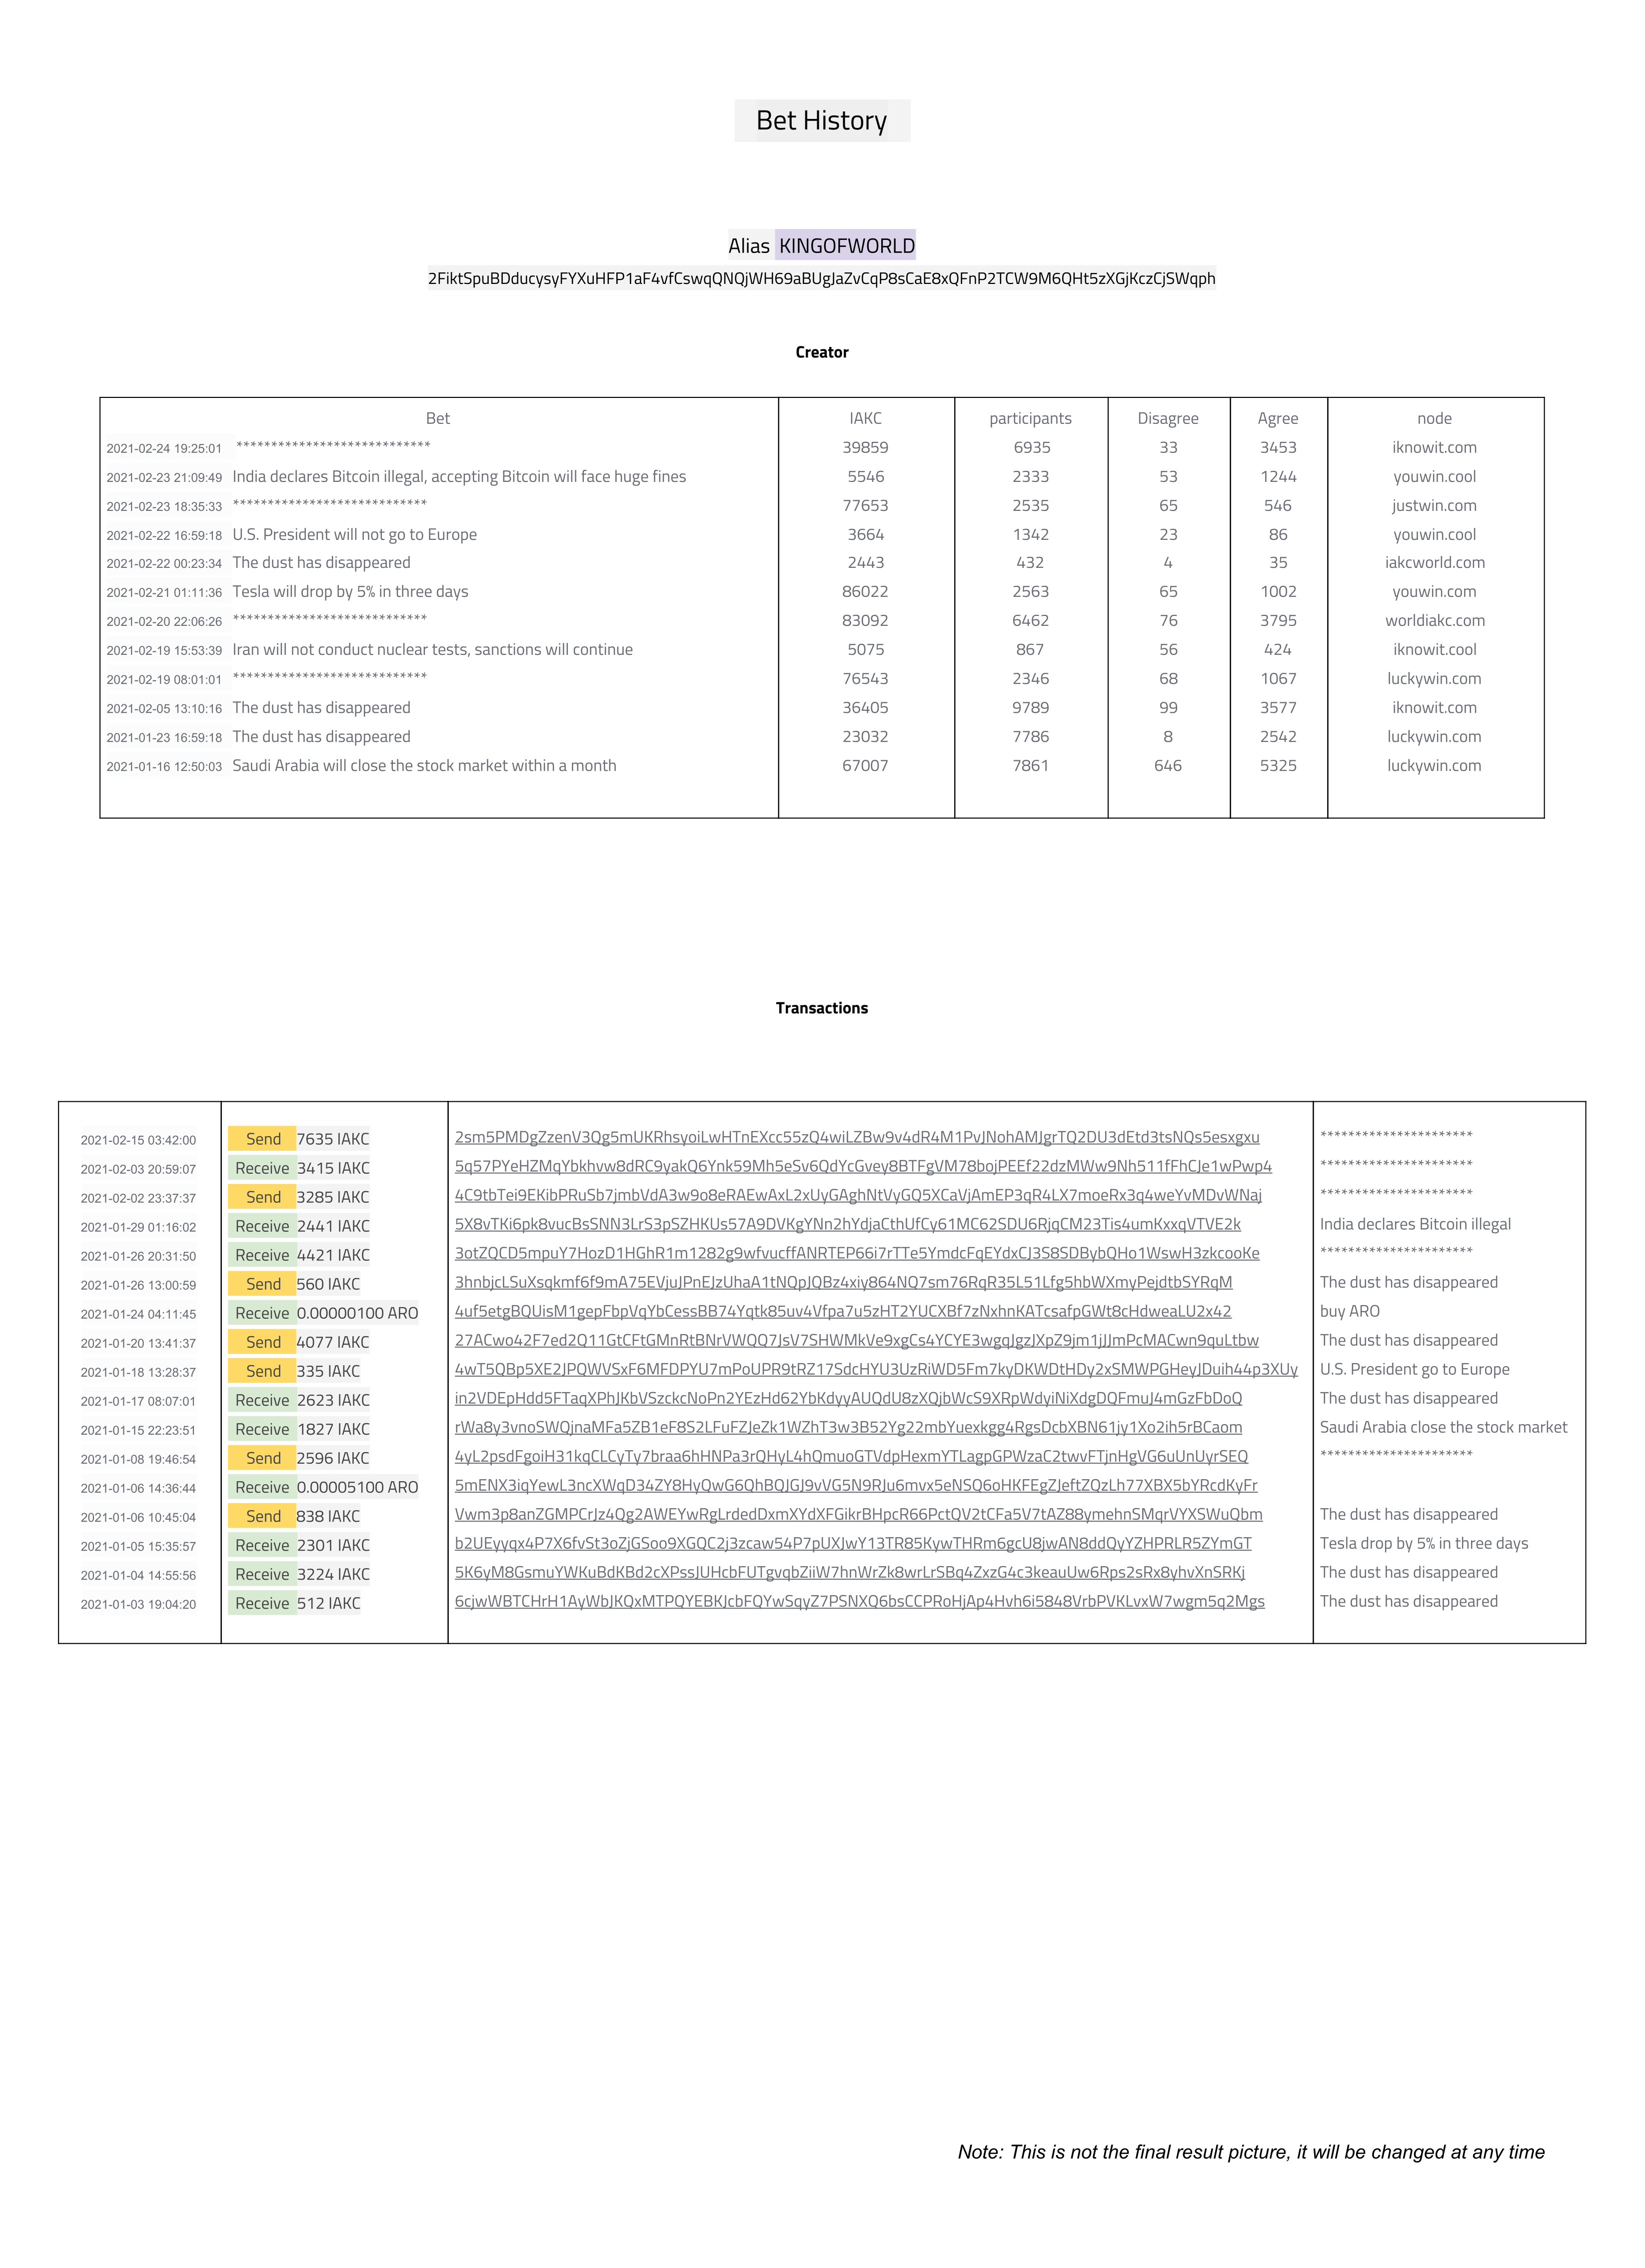 Bet History
Alias KINGOFWORLD
2FiktSpuBDducysyFYXuHFP1aF4vfCswqQNQjWH69aBUgJaZvCqP8sCaE8xQFnP2TCW9M6QHt5zXGjKczCjSWqph
Creator
Bet IAKC participants Disagree Agree node
2021-02-24 19:25:01 **************************** 39859 6935 33 3453 iknowit.com
2021-02-23 21:09:49 India declares Bitcoin illegal, accepting Bitcoin will face huge fines 5546 2333 53 1244 youwin.cool
2021-02-23 18:35:33 **************************** 77653 2535 65 546 justwin.com
2021-02-22 16:59:18 U.S. President will not go to Europe 3664 1342 23 86 youwin.cool
2021-02-22 00:23:34 The dust has disappeared 2443 432 4 35 iakcworld.com
2021-02-21 01:11:36 Tesla will drop by 5% in three days 86022 2563 65 1002 youwin.com
2021-02-20 22:06:26 **************************** 83092 6462 76 3795 worldiakc.com
2021-02-19 15:53:39 Iran will not conduct nuclear tests, sanctions will continue 5075 867 56 424 iknowit.cool
2021-02-19 08:01:01 **************************** 76543 2346 68 1067 luckywin.com
2021-02-05 13:10:16 The dust has disappeared 36405 9789 99 3577 iknowit.com
2021-01-23 16:59:18 The dust has disappeared 23032 7786 8 2542 luckywin.com
2021-01-16 12:50:03 Saudi Arabia will close the stock market within a month 67007 7861 646 5325 luckywin.com
Transactions
2021-02-15 03:42:00 Send 7635 IAKC 2sm5PMDgZzenV3Qg5mUKRhsyoiLwHTnEXcc55zQ4wiLZBw9v4dR4M1PvJNohAMJgrTQ2DU3dEtd3tsNQs5esxgxu **********************
2021-02-03 20:59:07 Receive 3415 IAKC 5q57PYeHZMqYbkhvw8dRC9yakQ6Ynk59Mh5eSv6QdYcGvey8BTFgVM78bojPEEf22dzMWw9Nh511fFhCJe1wPwp4 **********************
2021-02-02 23:37:37 Send 3285 IAKC 4C9tbTei9EKibPRuSb7jmbVdA3w9o8eRAEwAxL2xUyGAghNtVyGQ5XCaVjAmEP3qR4LX7moeRx3q4weYvMDvWNaj **********************
2021-01-29 01:16:02 Receive 2441 IAKC 5X8vTKi6pk8vucBsSNN3LrS3pSZHKUs57A9DVKgYNn2hYdjaCthUfCy61MC62SDU6RjqCM23Tis4umKxxqVTVE2k India declares Bitcoin illegal
2021-01-26 20:31:50 Receive 4421 IAKC 3otZQCD5mpuY7HozD1HGhR1m1282g9wfvucffANRTEP66i7rTTe5YmdcFqEYdxCJ3S8SDBybQHo1WswH3zkcooKe **********************
2021-01-26 13:00:59 Send 560 IAKC 3hnbjcLSuXsqkmf6f9mA75EVjuJPnEJzUhaA1tNQpJQBz4xiy864NQ7sm76RqR35L51Lfg5hbWXmyPejdtbSYRqM The dust has disappeared
2021-01-24 04:11:45 Receive 0.00000100 ARO 4uf5etgBQUisM1gepFbpVqYbCessBB74Yqtk85uv4Vfpa7u5zHT2YUCXBf7zNxhnKATcsafpGWt8cHdweaLU2x42 buy ARO
2021-01-20 13:41:37 Send 4077 IAKC 27ACwo42F7ed2Q11GtCFtGMnRtBNrVWQQ7JsV7SHWMkVe9xgCs4YCYE3wgqJgzJXpZ9jm1jJJmPcMACwn9quLtbw The dust has disappeared
2021-01-18 13:28:37 Send 335 IAKC 4wT5QBp5XE2JPQWVSxF6MFDPYU7mPoUPR9tRZ17SdcHYU3UzRiWD5Fm7kyDKWDtHDy2xSMWPGHeyJDuih44p3XUy U.S. President go to Europe
2021-01-17 08:07:01 Receive 2623 IAKC in2VDEpHdd5FTaqXPhJKbVSzckcNoPn2YEzHd62YbKdyyAUQdU8zXQjbWcS9XRpWdyiNiXdgDQFmuJ4mGzFbDoQ The dust has disappeared
2021-01-15 22:23:51 Receive 1827 IAKC rWa8y3vnoSWQjnaMFa5ZB1eF8S2LFuFZJeZk1WZhT3w3B52Yg22mbYuexkgg4RgsDcbXBN61jy1Xo2ih5rBCaom Saudi Arabia close the stock market
2021-01-08 19:46:54 Send 2596 IAKC 4yL2psdFgoiH31kqCLCyTy7braa6hHNPa3rQHyL4hQmuoGTVdpHexmYTLagpGPWzaC2twvFTjnHgVG6uUnUyrSEQ **********************
2021-01-06 14:36:44 Receive 0.00005100 ARO 5mENX3iqYewL3ncXWqD34ZY8HyQwG6QhBQJGJ9vVG5N9RJu6mvx5eNSQ6oHKFEgZJeftZQzLh77XBX5bYRcdKyFr
2021-01-06 10:45:04 Send 838 IAKC Vwm3p8anZGMPCrJz4Qg2AWEYwRgLrdedDxmXYdXFGikrBHpcR66PctQV2tCFa5V7tAZ88ymehnSMqrVYXSWuQbm The dust has disappeared
2021-01-05 15:35:57 Receive 2301 IAKC b2UEyyqx4P7X6fvSt3oZjGSoo9XGQC2j3zcaw54P7pUXJwY13TR85KywTHRm6gcU8jwAN8ddQyYZHPRLR5ZYmGT Tesla drop by 5% in three days
2021-01-04 14:55:56 Receive 3224 IAKC 5K6yM8GsmuYWKuBdKBd2cXPssJUHcbFUTgvqbZiiW7hnWrZk8wrLrSBq4ZxzG4c3keauUw6Rps2sRx8yhvXnSRKj The dust has disappeared
2021-01-03 19:04:20 Receive 512 IAKC 6cjwWBTCHrH1AyWbJKQxMTPQYEBKJcbFQYwSqyZ7PSNXQ6bsCCPRoHjAp4Hvh6i5848VrbPVKLvxW7wgm5q2Mgs The dust has disappeared
Note: This is not the final result picture, it will be changed at any time